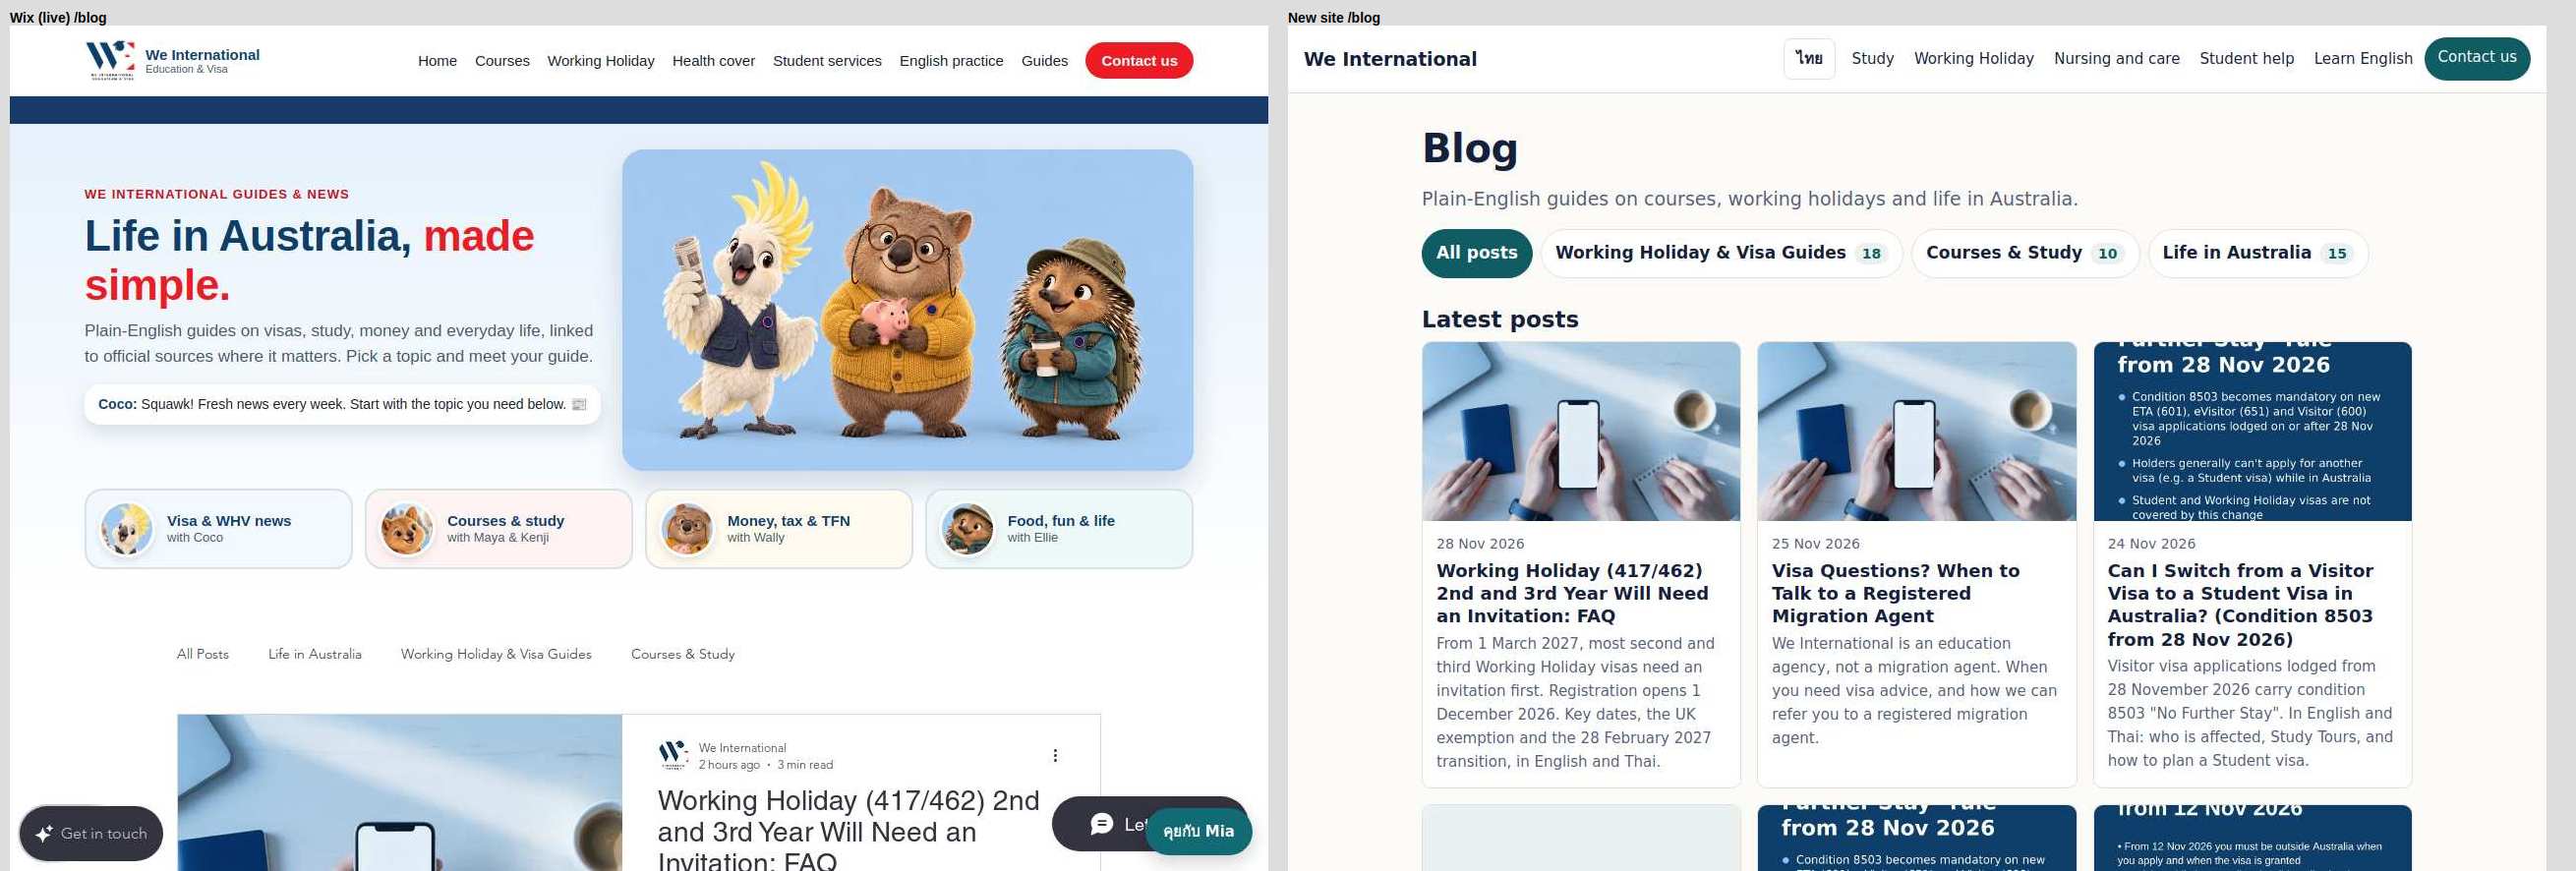 Wix (live) /blog
We International
Education & Visa
Home
Courses
Working Holiday
Health cover
Student services
English practice
Guides
Contact us
WE INTERNATIONAL GUIDES & NEWS
Life in Australia, made
simple.
Plain-English guides on visas, study, money and everyday life, linked
to official sources where it matters. Pick a topic and meet your guide.
Coco: Squawk! Fresh news every week. Start with the topic you need below.
Visa & WHV news
with Coco
Courses & study
with Maya & Kenji
Money, tax & TFN
with Wally
Food, fun & life
with Ellie
All Posts
Life in Australia
Working Holiday & Visa Guides
Courses & Study
We International
2 hours ago · 3 min read
Working Holiday (417/462) 2nd
and 3rd Year Will Need an
Invitation: FAQ
Get in touch
คุยกับ Mia
New site /blog
We International
ไทย
Study
Working Holiday
Nursing and care
Student help
Learn English
Contact us
Blog
Plain-English guides on courses, working holidays and life in Australia.
All posts
Working Holiday & Visa Guides 18
Courses & Study 10
Life in Australia 15
Latest posts
28 Nov 2026
Working Holiday (417/462)
2nd and 3rd Year Will Need
an Invitation: FAQ
From 1 March 2027, most second and
third Working Holiday visas need an
invitation first. Registration opens 1
December 2026. Key dates, the UK
exemption and the 28 February 2027
transition, in English and Thai.
25 Nov 2026
Visa Questions? When to
Talk to a Registered
Migration Agent
We International is an education
agency, not a migration agent. When
you need visa advice, and how we can
refer you to a registered migration
agent.
from 28 Nov 2026
Condition 8503 becomes mandatory on new
ETA (601), eVisitor (651) and Visitor (600)
visa applications lodged on or after 28 Nov
2026
Holders generally can't apply for another
visa (e.g. a Student visa) while in Australia
Student and Working Holiday visas are not
covered by this change
24 Nov 2026
Can I Switch from a Visitor
Visa to a Student Visa in
Australia? (Condition 8503
from 28 Nov 2026)
Visitor visa applications lodged from
28 November 2026 carry condition
8503 "No Further Stay". In English and
Thai: who is affected, Study Tours, and
how to plan a Student visa.
from 28 Nov 2026
Condition 8503 becomes mandatory on new
from 12 Nov 2026
• From 12 Nov 2026 you must be outside Australia when
you apply and when the visa is granted